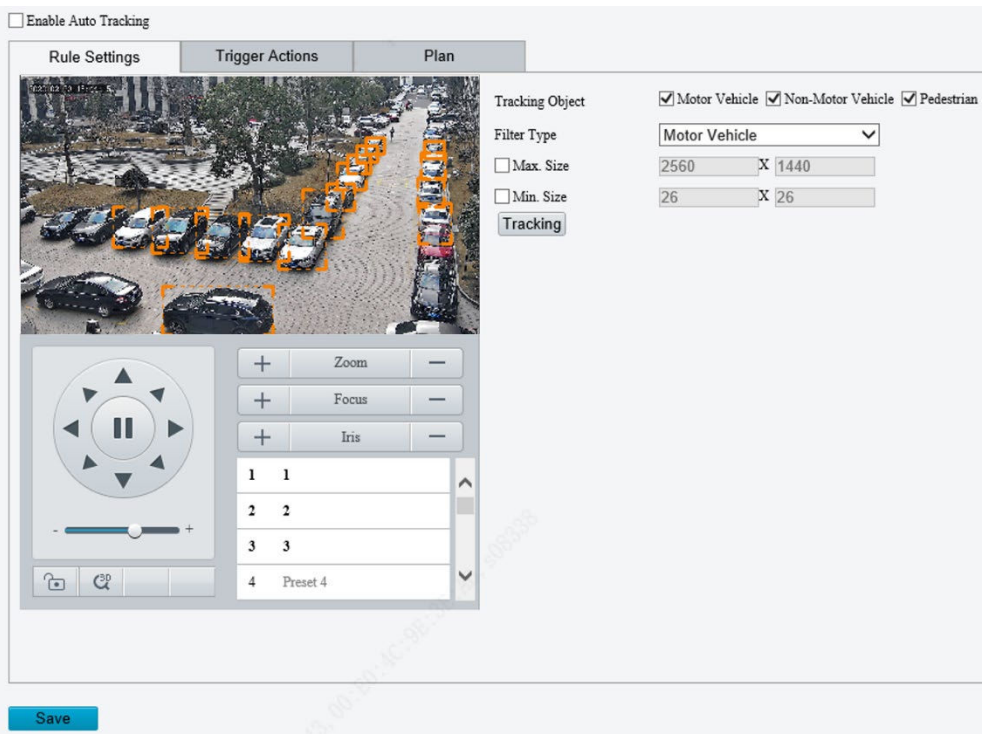 Enable Auto Tracking
Rule Settings Trigger Actions Plan
Tracking Object Motor Vehicle Non-Motor Vehicle Pedestrian
Filter Type Motor Vehicle
Max. Size 2560 X 1440
Min. Size 26 X 26
Tracking
+ Zoom —
+ Focus —
+ Iris —
1 1
2 2
3 3
4 Preset 4
- +
3D
Save